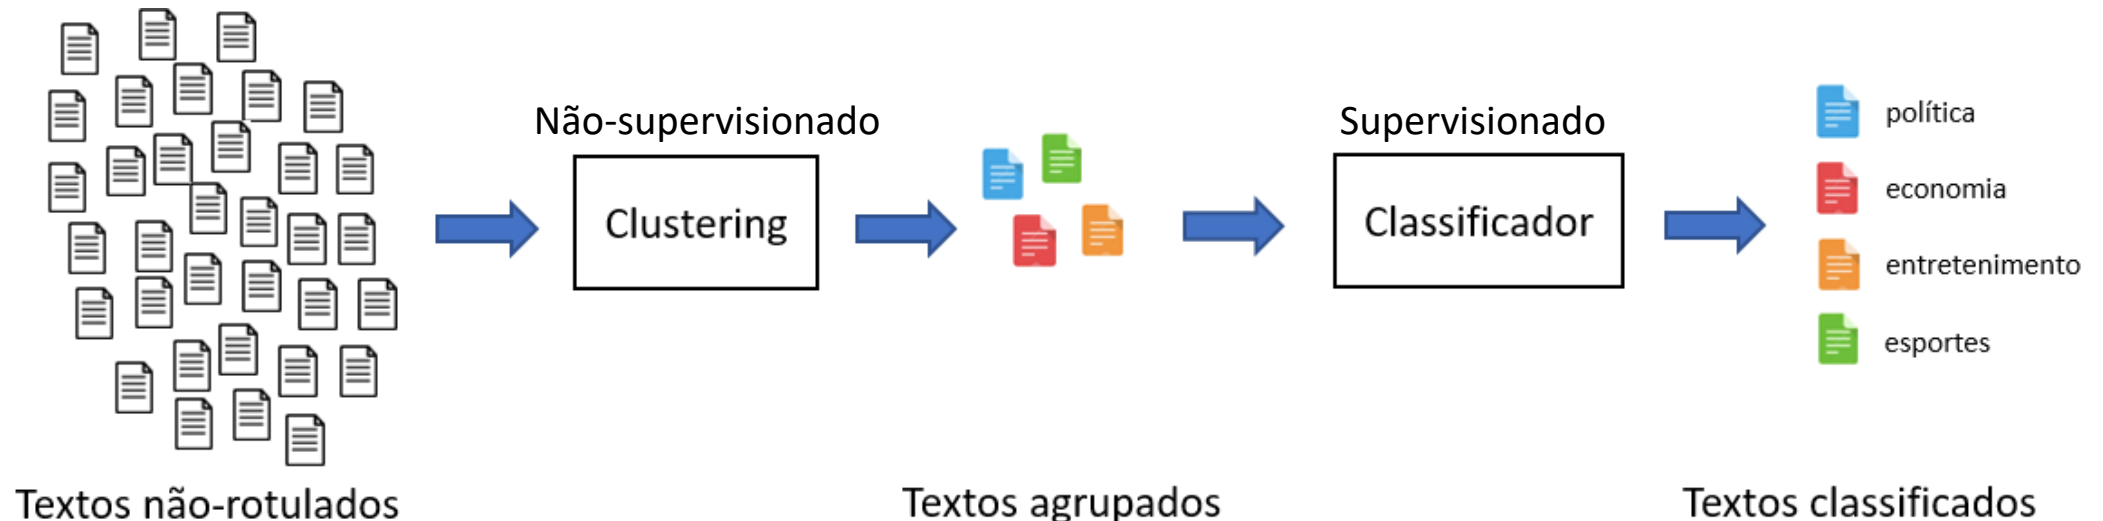 Não-supervisionado
Clustering
Supervisionado
Classificador
política
economia
entretenimento
esportes
Textos não-rotulados
Textos agrupados
Textos classificados